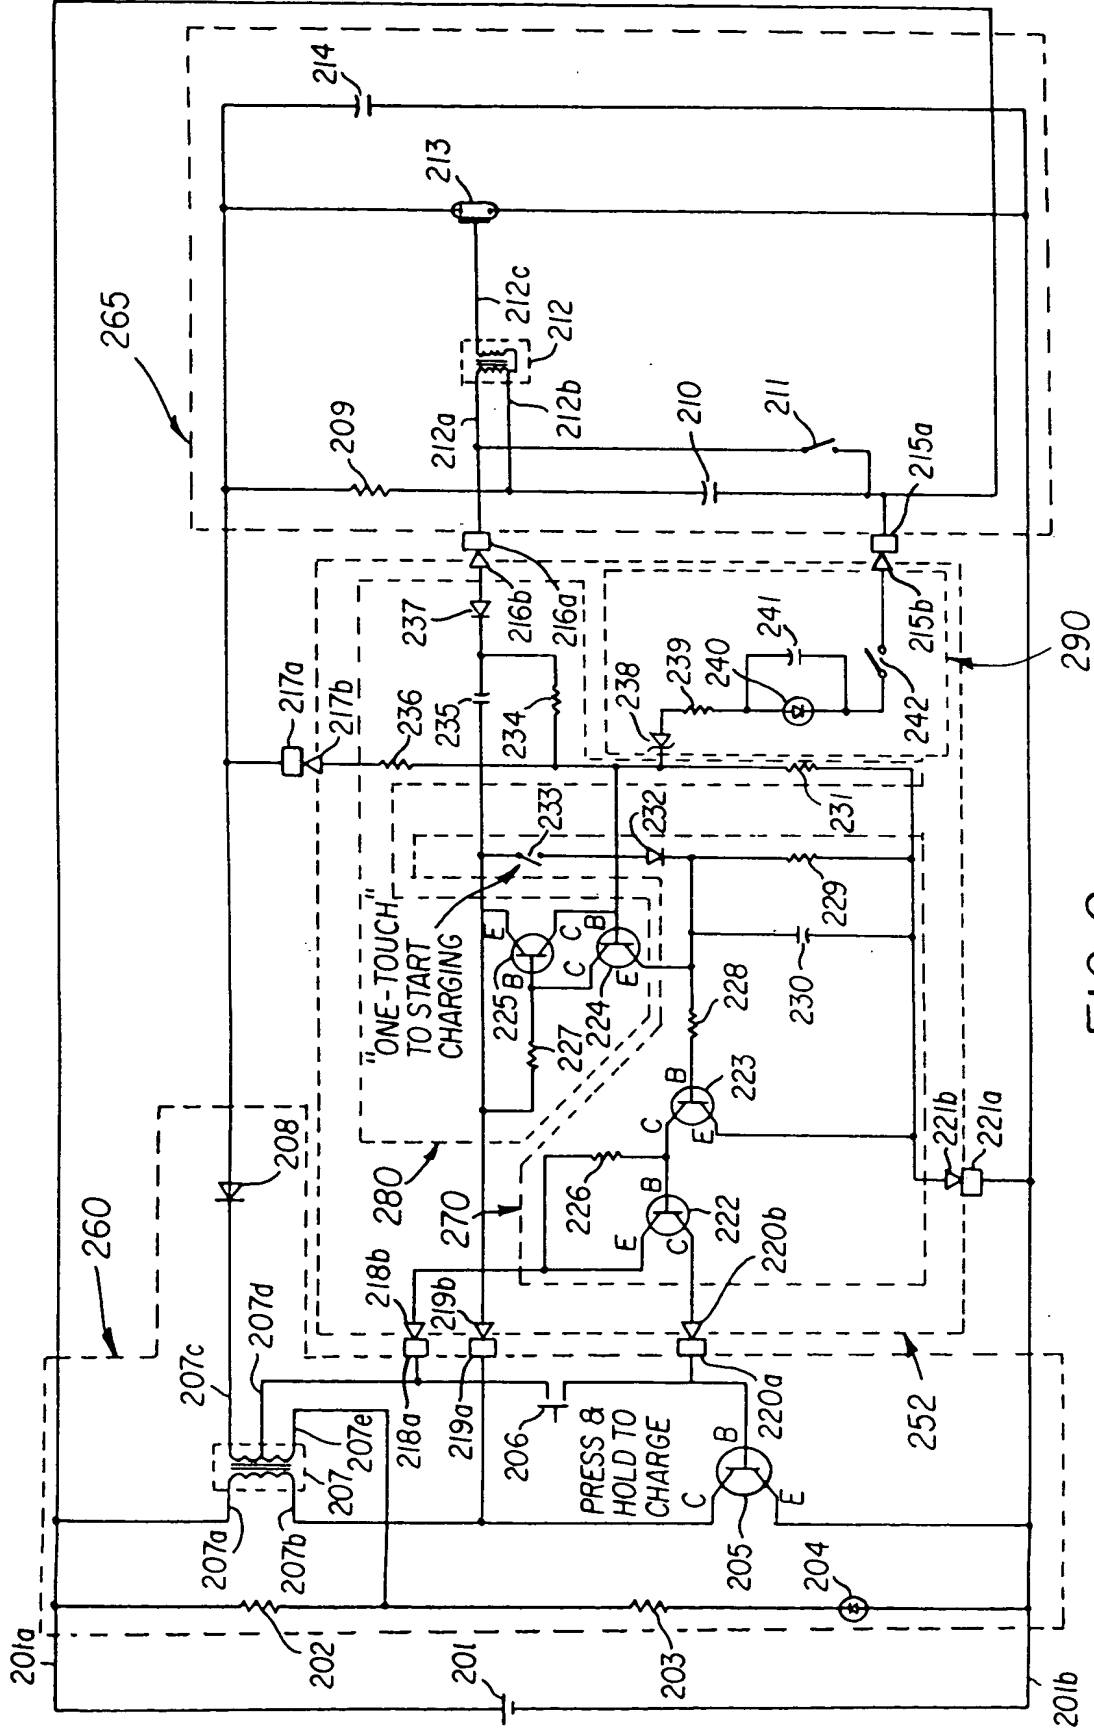 201a
201
201b
202
203
204
260
207a
207b
207
207c
207d
207e
208
218a
218b
219a
219b
206
PRESS &
HOLD TO
CHARGE
C
B
E
205
220a
220b
252
280
270
226
E
B
C
222
C
B
E
223
221b
221a
"ONE-TOUCH"
TO START
CHARGING
E
B
C
225
227
C
B
E
224
228
230
229
231
232
233
217a
217b
236
235
234
237
216b
216a
238
239
240
241
242
215b
215a
290
265
209
212a
212b
212c
212
210
211
213
214